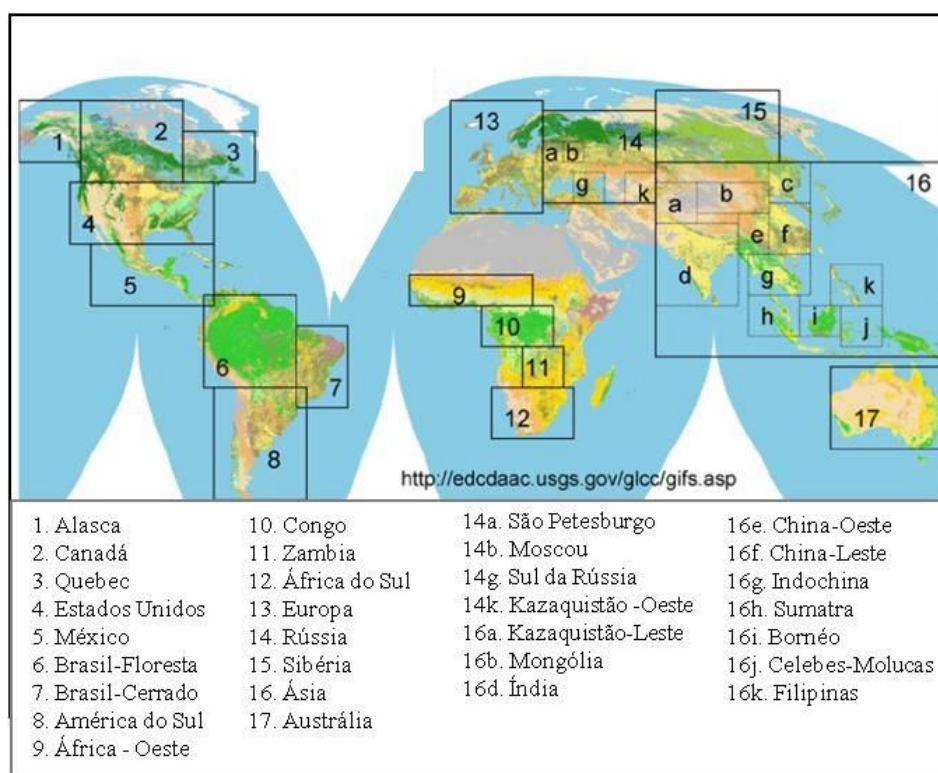 1
2
3
4
5
6
7
8
9
10
11
12
13
a b
14
g
k
15
16
a
b
c
d
e
f
g
h
i
j
k
17
http://edcdaac.usgs.gov/glcc/gifs.asp
1. Alasca
2. Canadá
3. Quebec
4. Estados Unidos
5. México
6. Brasil-Floresta
7. Brasil-Cerrado
8. América do Sul
9. África - Oeste
10. Congo
11. Zambia
12. África do Sul
13. Europa
14. Rússia
15. Sibéria
16. Ásia
17. Austrália
14a. São Petesburgo
14b. Moscou
14g. Sul da Rússia
14k. Kazaquistão -Oeste
16a. Kazaquistão-Leste
16b. Mongólia
16d. Índia
16e. China-Oeste
16f. China-Leste
16g. Indochina
16h. Sumatra
16i. Bornéo
16j. Celebes-Molucas
16k. Filipinas